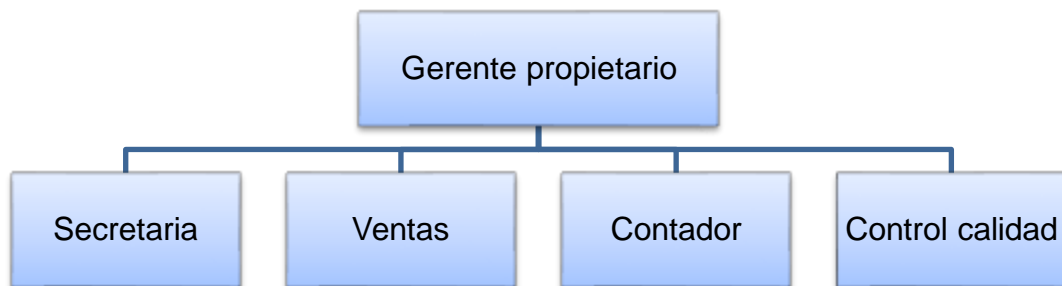 Gerente propietario
Secretaria
Ventas
Contador
Control calidad